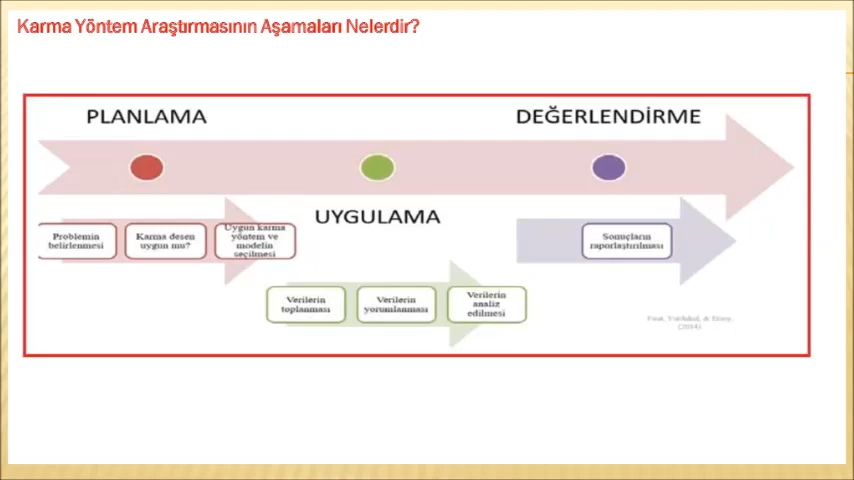 Karma Yöntem Araştırmasının Aşamaları Nelerdir?
PLANLAMA
DEĞERLENDİRME
UYGULAMA
Problemin
belirlenmesi
Karma desen
uygun mu?
Uygun karma
yöntem ve
modelin
seçilmesi
Verilerin
toplanması
Verilerin
yorumlanması
Verilerin
analiz
edilmesi
Sonuçların
raporlaştırılması
(2014)